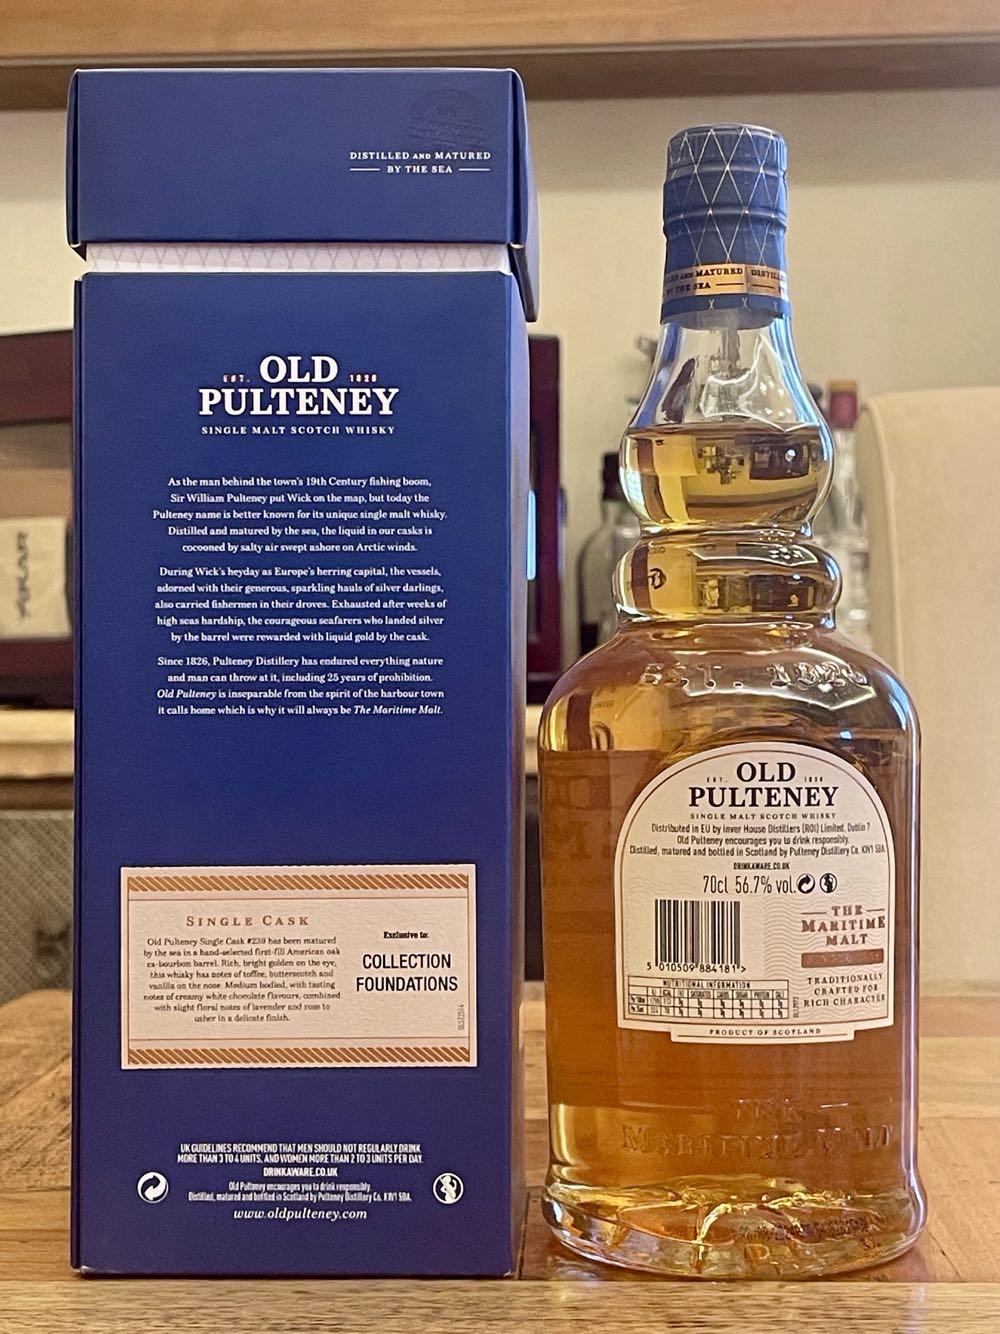 DISTILLED AND MATURED
BY THE SEA
OLD
EST. 1826
PULTENEY
SINGLE MALT SCOTCH WHISKY
As the man behind the town's 19th Century fishing boom,
Sir William Pulteney put Wick on the map, but today the
Pulteney name is better known for its unique single malt whisky.
Distilled and matured by the sea, the liquid in our casks is
cocooned by salty air swept ashore on Arctic winds.
During Wick's heyday as Europe's herring capital, the vessels,
adorned with their generous, sparkling hauls of silver darlings,
also carried fishermen in their droves. Exhausted after weeks of
high seas hardship, the courageous seafarers who landed silver
by the barrel were rewarded with liquid gold by the cask.
Since 1826, Pulteney Distillery has endured everything nature
and man can throw at it, including 25 years of prohibition.
Old Pulteney is inseparable from the spirit of the harbour town
it calls home which is why it will always be The Maritime Malt.
SINGLE CASK
Old Pulteney Single Cask #239 has been matured
by the sea in a hand-selected first-fill American oak
ex-bourbon barrel. Rich, bright golden on the eye,
this whisky has notes of toffee, butterscotch and
vanilla on the nose. Medium bodied, with tasting
notes of creamy white chocolate flavours, combined
with slight floral notes of lavender and rose to
usher in a delicate finish.
Exclusive to:
COLLECTION
FOUNDATIONS
UK GUIDELINES RECOMMEND THAT MEN SHOULD NOT REGULARLY DRINK
MORE THAN 3 TO 4 UNITS, AND WOMEN MORE THAN 2 TO 3 UNITS PER DAY.
DRINKAWARE.CO.UK
Old Pulteney encourages you to drink responsibly.
Distilled, matured and bottled in Scotland by Pulteney Distillery Co. KW1 5BA.
www.oldpulteney.com
AND MATURED DISTIL
BY THE SEA
EST. 1826
OLD
EST. 1826
PULTENEY
SINGLE MALT SCOTCH WHISKY
Distributed in EU by Inver House Distillers (ROI) Limited, Dublin 7
Old Pulteney encourages you to drink responsibly.
Distilled, matured and bottled in Scotland by Pulteney Distillery Co. KW1 5BA.
DRINKAWARE.CO.UK
70cl 56.7% vol.
5 010509 884181 >
THE
MARITIME
MALT
TRADITIONALLY
CRAFTED FOR
RICH CHARACTER
NUTRITIONAL INFORMATION
PRODUCT OF SCOTLAND
THE
MARITIME MALT
XIKAR